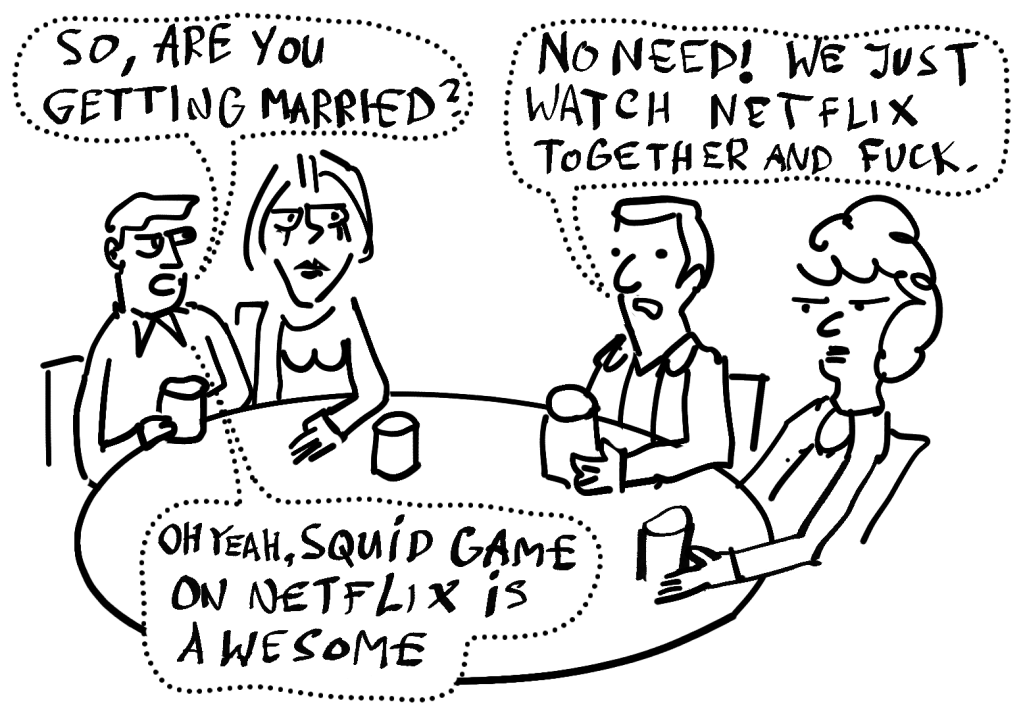 SO, ARE YOU
GETTING MARRIED?
NO NEED! WE JUST
WATCH NETFLIX
TOGETHER AND FUCK.
OH YEAH, SQUID GAME
ON NETFLIX iS
AWESOME